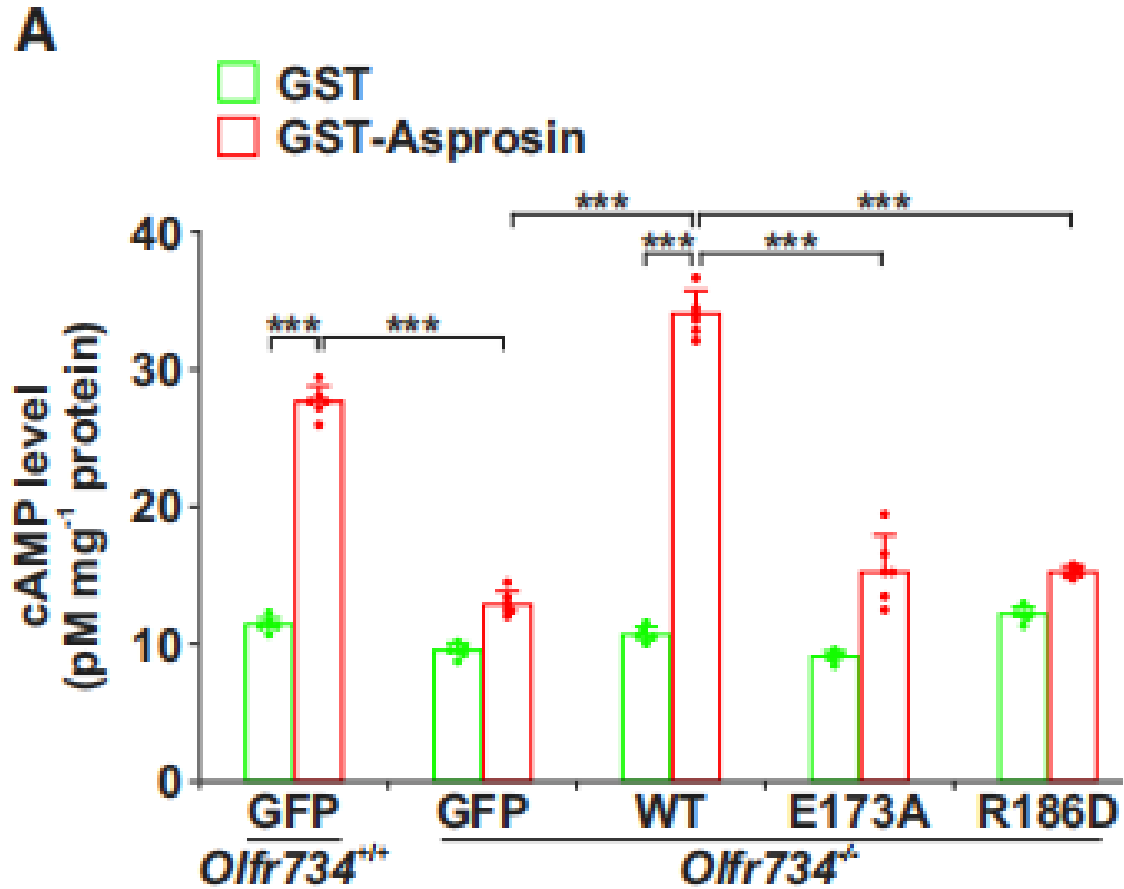 A
GST
GST-Asprosin
*** ***
*** ***
*** ***
40
30
20
10
0
cAMP level
(pM mg⁻¹ protein)
GFP GFP WT E173A R186D
Olfr734⁺/⁺ Olfr734⁻/⁻